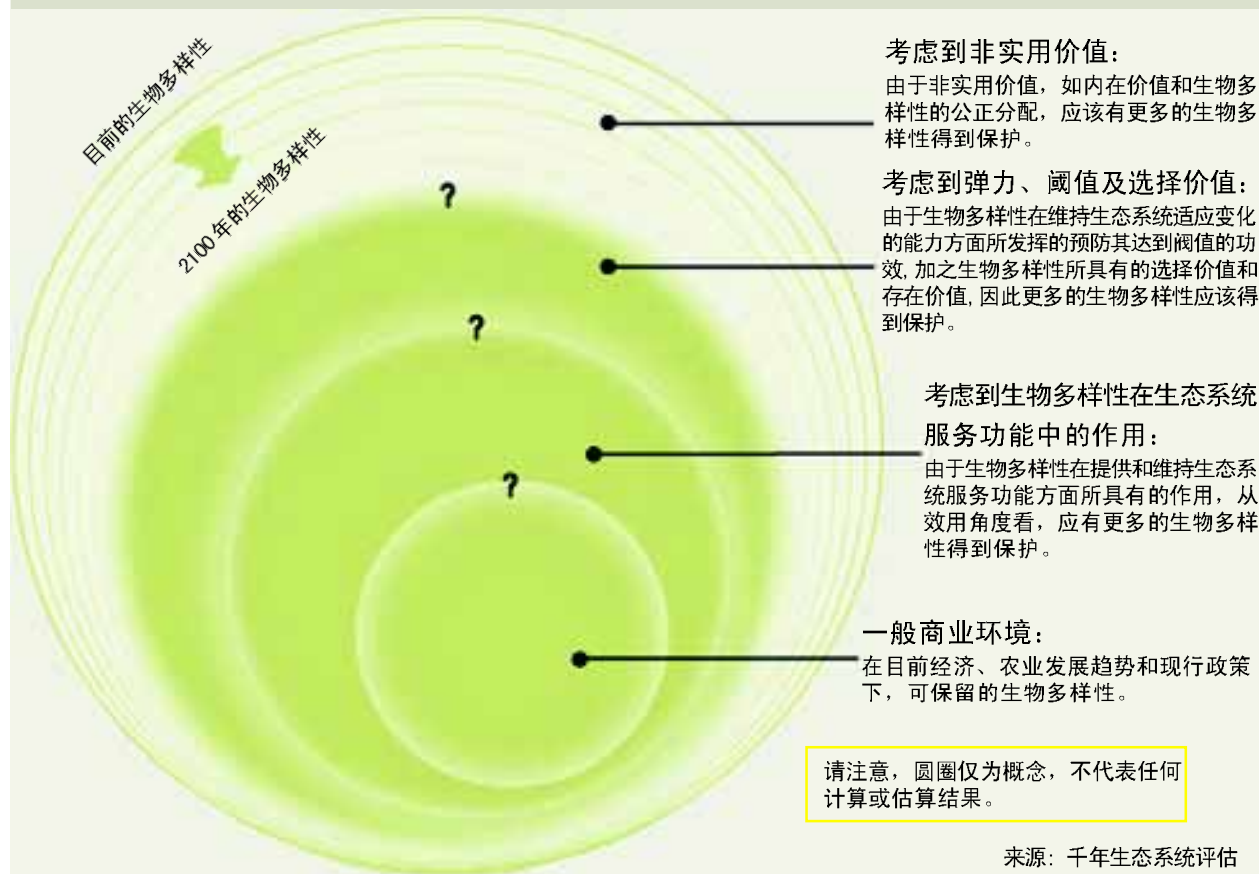 目前的生物多样性
2100年的生物多样性
?
?
?
考虑到非实用价值：
由于非实用价值，如内在价值和生物多
样性的公正分配，应该有更多的生物多
样性得到保护。
考虑到弹力、阈值及选择价值：
由于生物多样性在维持生态系统适应变化
的能力方面所发挥的预防其达到阀值的功
效,加之生物多样性所具有的选择价值和
存在价值,因此更多的生物多样性应该得
到保护。
考虑到生物多样性在生态系统
服务功能中的作用：
由于生物多样性在提供和维持生态系
统服务功能方面所具有的作用，从
效用角度看，应有更多的生物多样
性得到保护。
一般商业环境：
在目前经济、农业发展趋势和现行政策
下，可保留的生物多样性。
请注意，圆圈仅为概念，不代表任何
计算或估算结果。
来源：千年生态系统评估